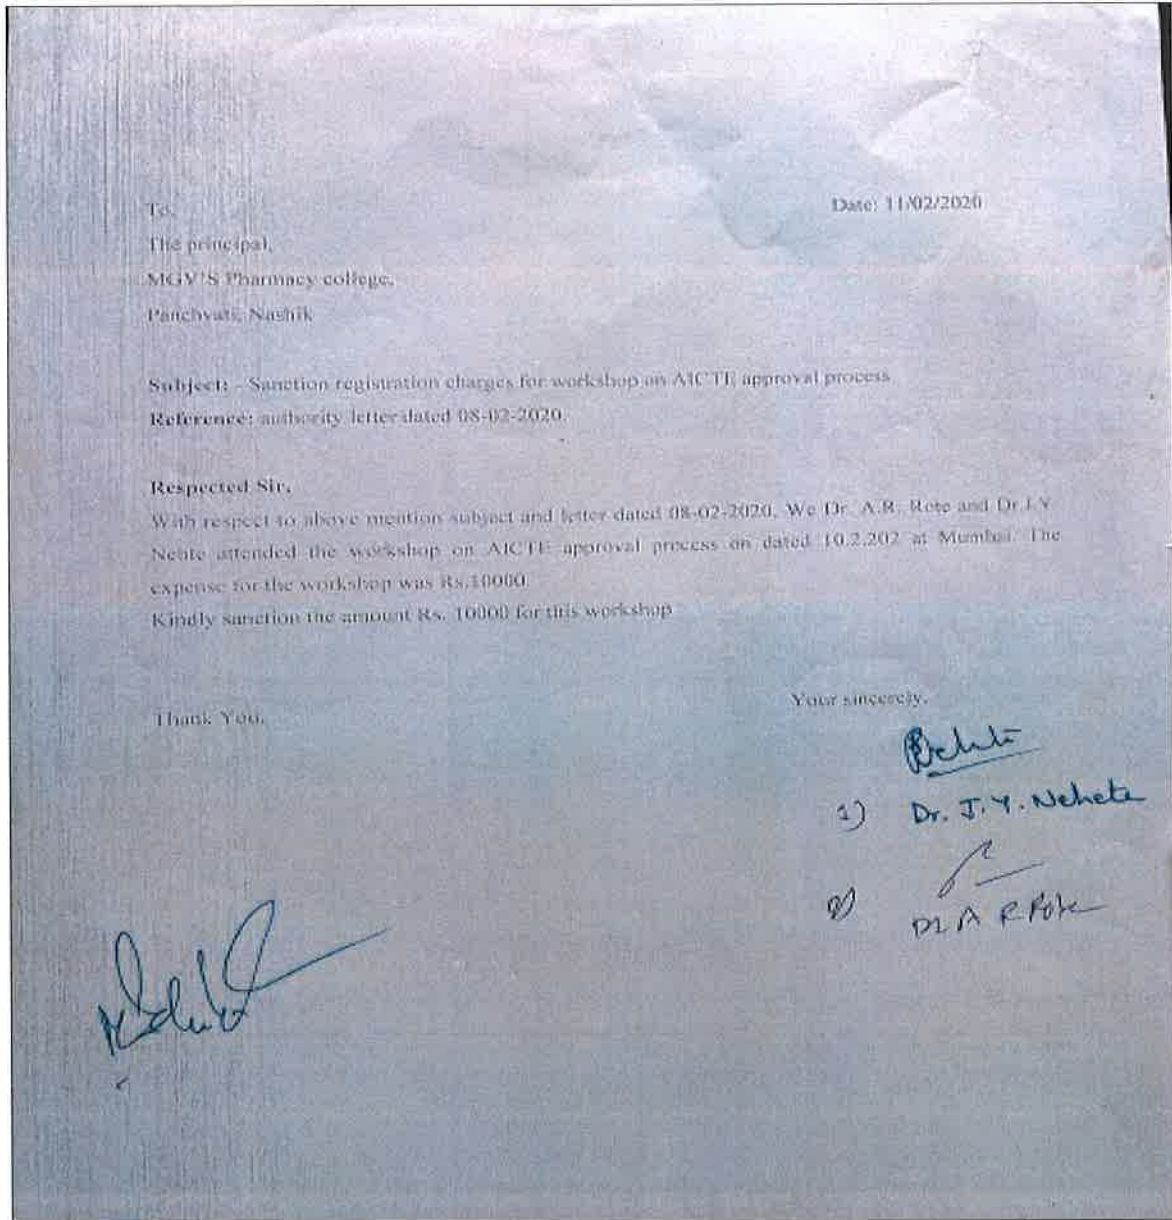 To,
Date: 11/02/2020
The principal,
MGV'S Pharmacy college,
Panchvati, Nashik
Subject: - Sanction registration charges for workshop on AICTE approval process
Reference: authority letter dated 08-02-2020.
Respected Sir,
With respect to above mention subject and letter dated 08-02-2020, We Dr. A.R. Rote and Dr J.Y
Nehte attended the workshop on AICTE approval process on dated 10.2.202 at Mumbai. The
expense for the workshop was Rs.10000
Kindly sanction the amount Rs. 10000 for this workshop
Thank You,
Your sincerely,
1) Dr. J.Y. Nehete
2) Dr A R Rote